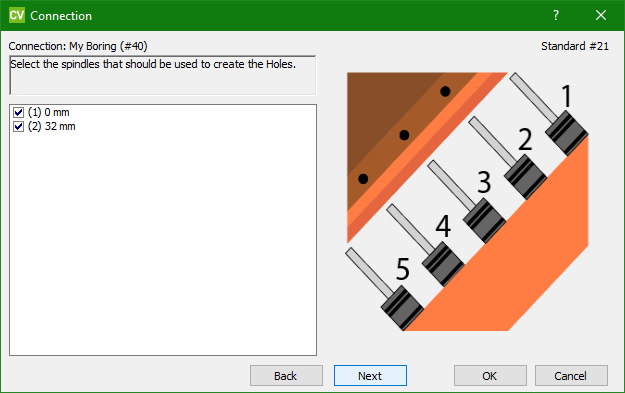 CV Connection ?
Connection: My Boring (#40)
Standard #21
Select the spindles that should be used to create the Holes.
(1) 0 mm
(2) 32 mm
1
2
3
4
5
Back
Next
OK
Cancel